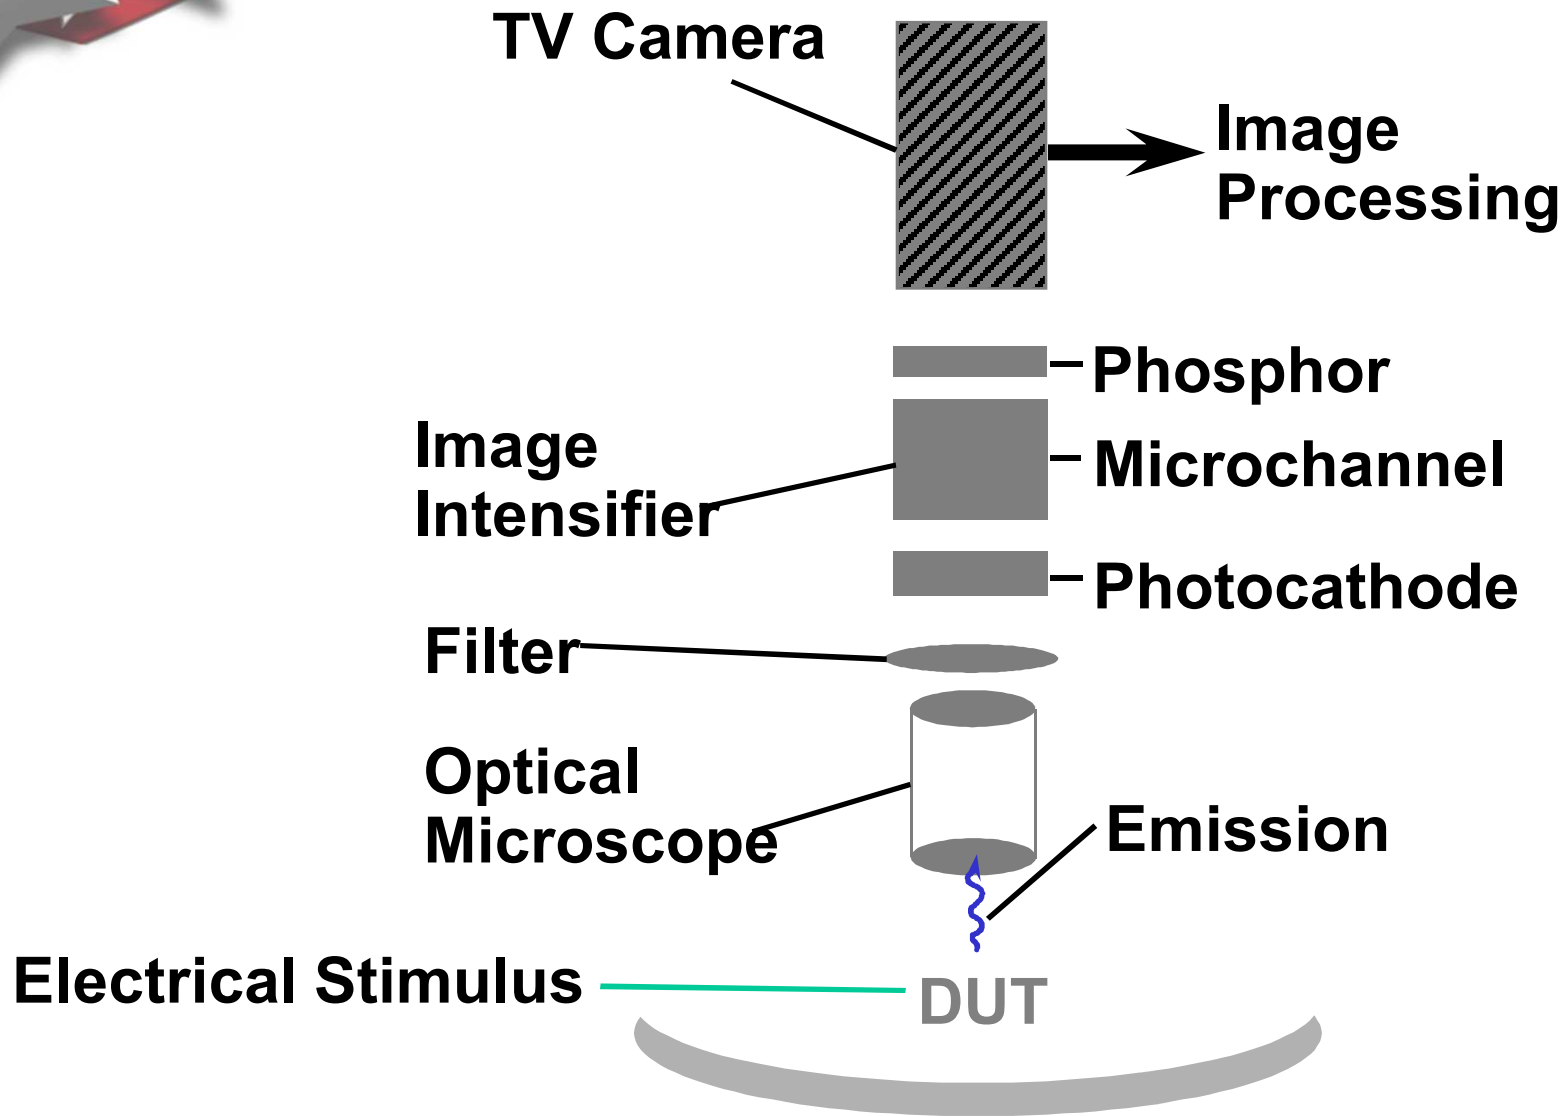 TV Camera
Image
Processing
Phosphor
Image
Intensifier
Microchannel
Photocathode
Filter
Optical
Microscope
Emission
Electrical Stimulus
DUT